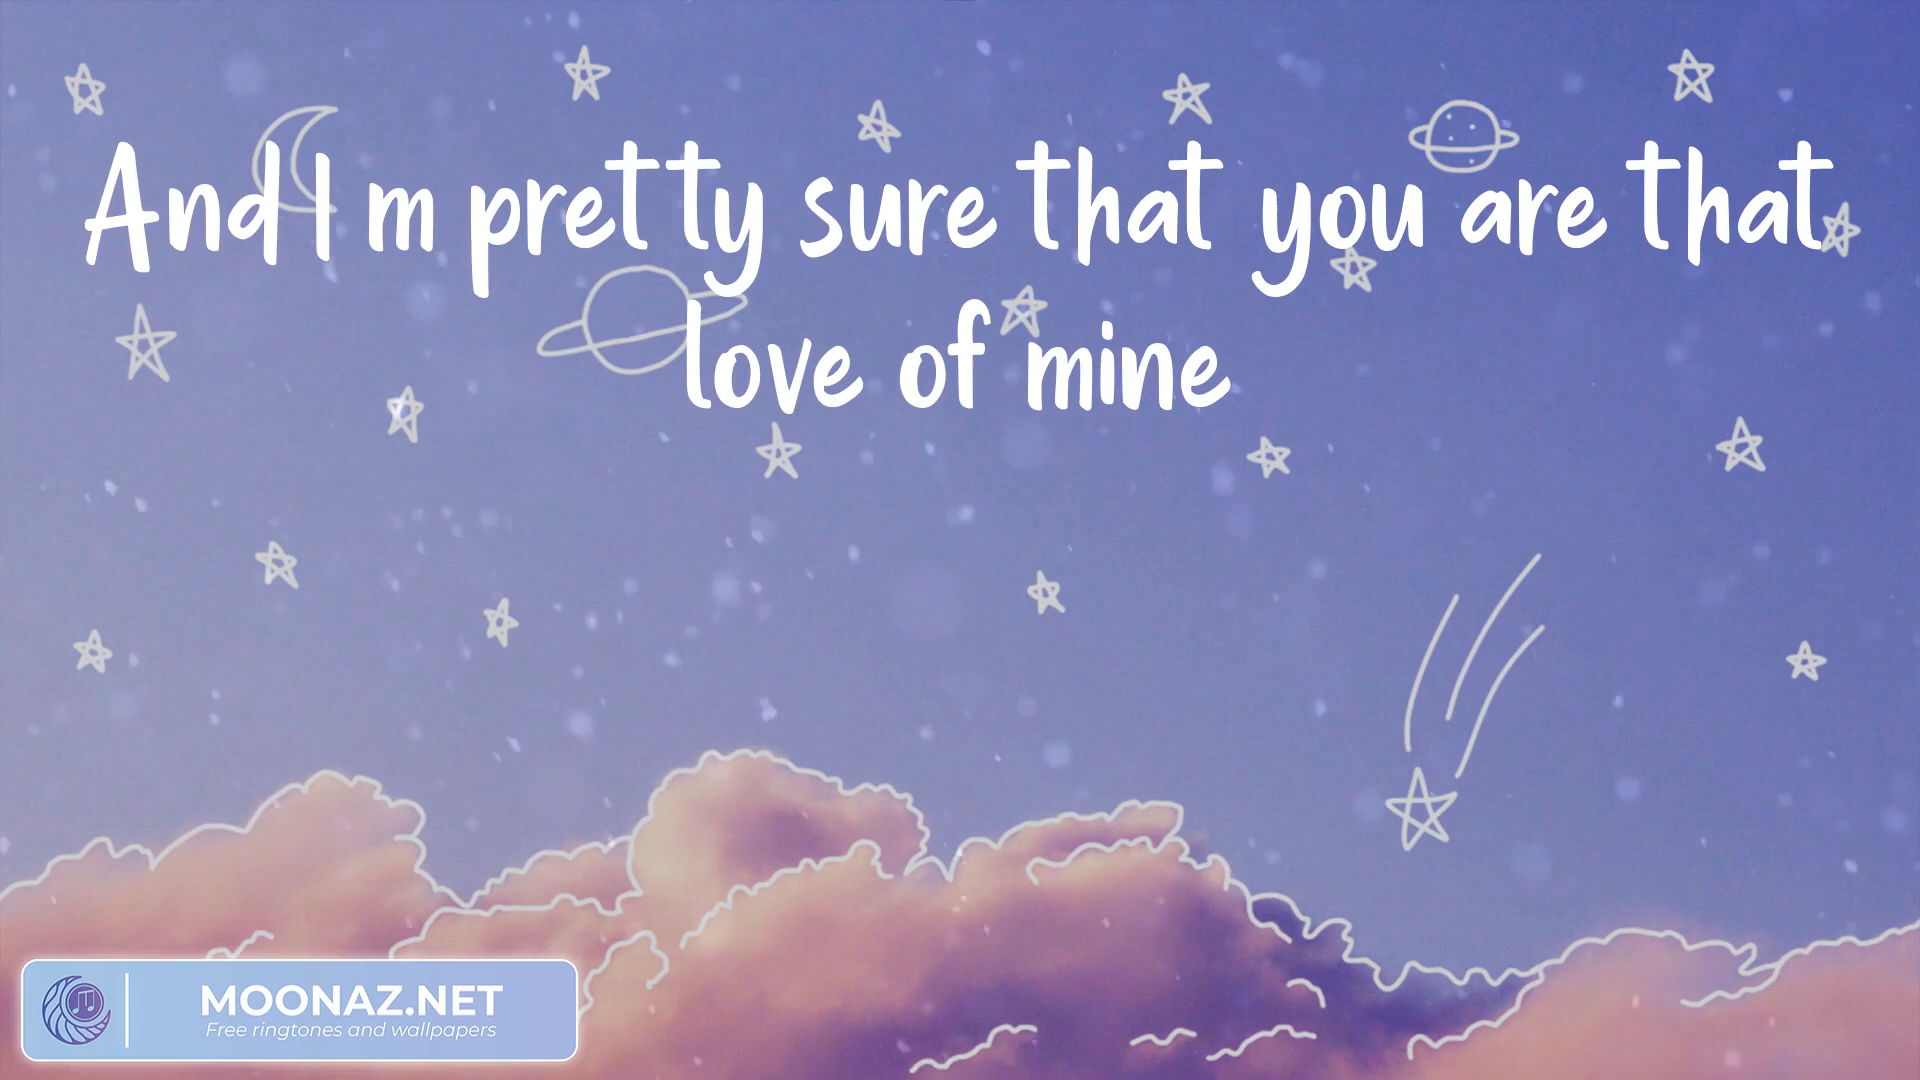 And I m pretty sure that you are that
love of mine
MOONAZ.NET
Free ringtones and wallpapers